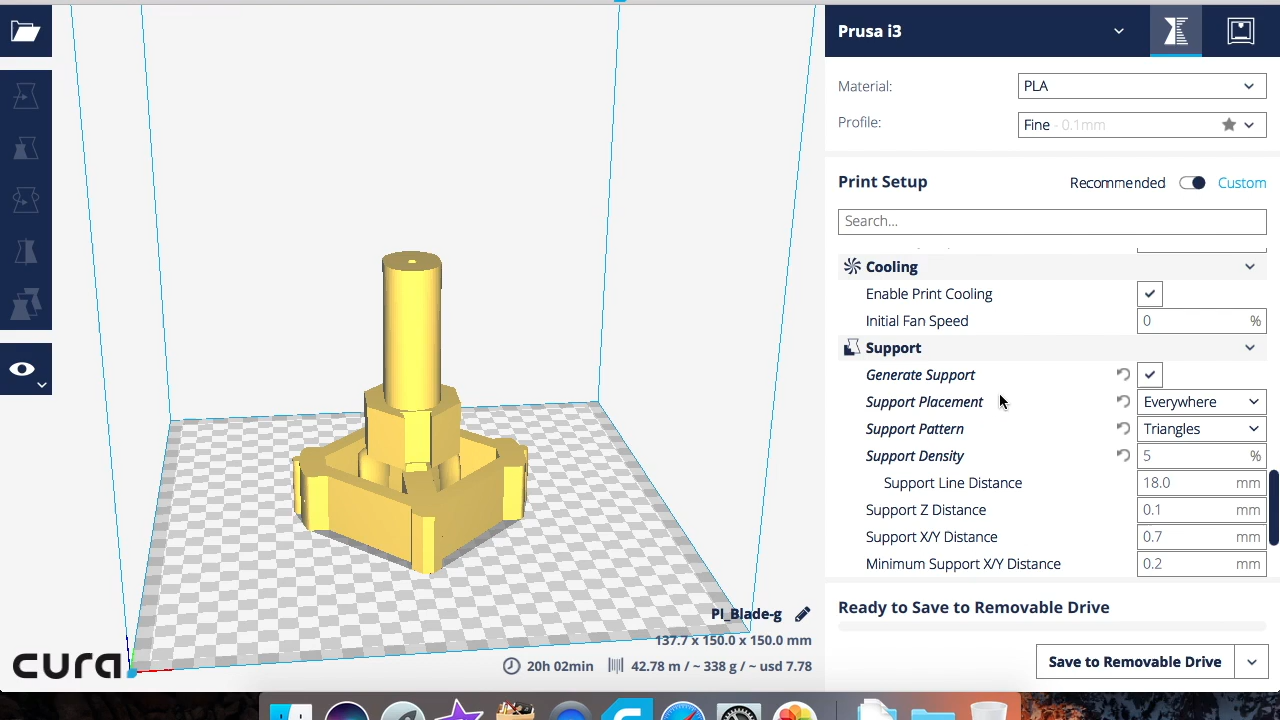 Prusa i3
Material:
PLA
Profile:
Fine - 0.1mm
Print Setup
Recommended
Custom
Search...
Cooling
Enable Print Cooling
Initial Fan Speed
0 %
Support
Generate Support
Support Placement
Everywhere
Support Pattern
Triangles
Support Density
5 %
Support Line Distance
18.0 mm
Support Z Distance
0.1 mm
Support X/Y Distance
0.7 mm
Minimum Support X/Y Distance
0.2 mm
PI_Blade-g
137.7 x 150.0 x 150.0 mm
20h 02min
42.78 m / ~ 338 g / ~ usd 7.78
cura
Ready to Save to Removable Drive
Save to Removable Drive